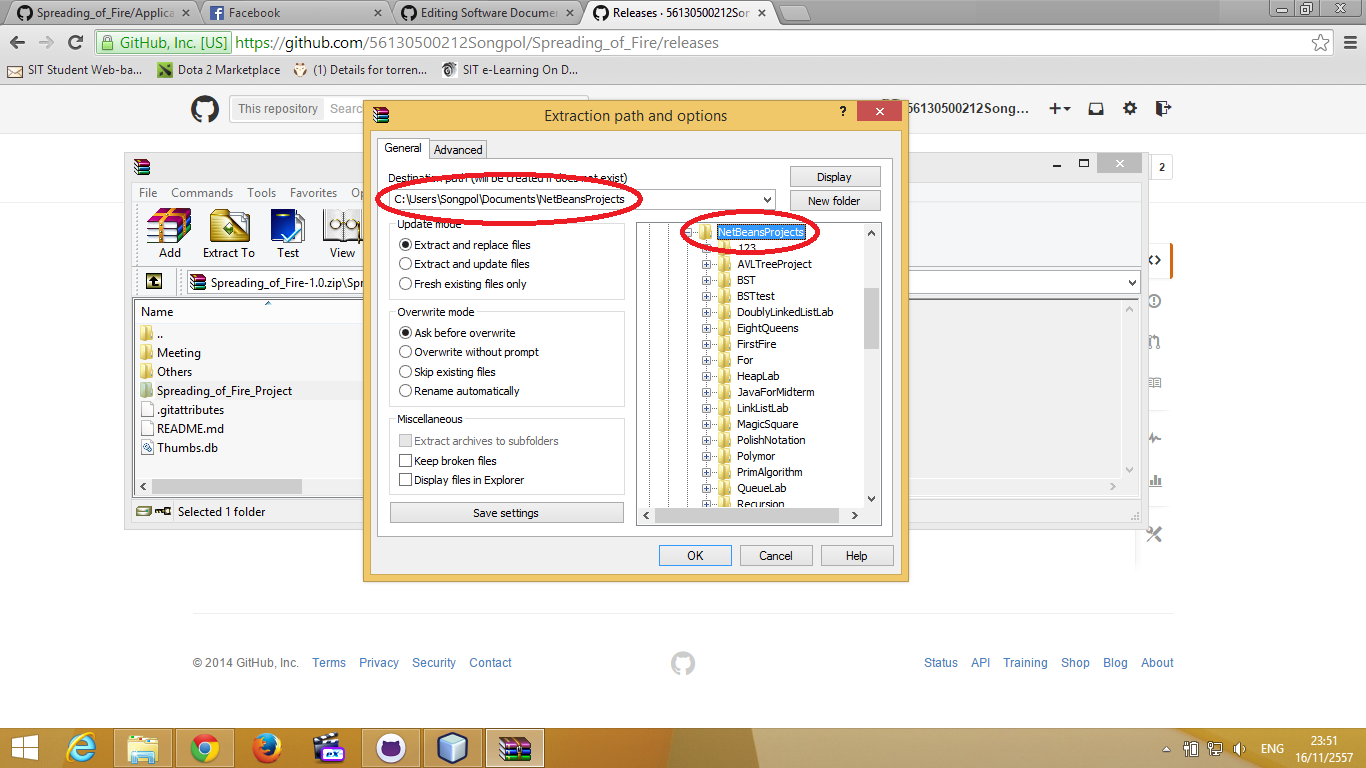 Spreading_of_Fire/Applica
Facebook
Editing Software Documen
Releases · 56130500212Son
GitHub, Inc. [US]
https://github.com/56130500212Songpol/Spreading_of_Fire/releases
SIT Student Web-ba...
Dota 2 Marketplace
(1) Details for torren...
SIT e-Learning On D...
This repository
Searc
56130500212Song...
2
File
Commands
Tools
Favorites
Add
Extract To
Test
View
Spreading_of_Fire-1.0.zip\Spr
Name
..
Meeting
Others
Spreading_of_Fire_Project
.gitattributes
README.md
Thumbs.db
Selected 1 folder
Extraction path and options
?
General
Advanced
Destination path (will be created if does not exist)
C:\Users\Songpol\Documents\NetBeansProjects
Display
New folder
Update mode
Extract and replace files
Extract and update files
Fresh existing files only
Overwrite mode
Ask before overwrite
Overwrite without prompt
Skip existing files
Rename automatically
Miscellaneous
Extract archives to subfolders
Keep broken files
Display files in Explorer
Save settings
NetBeansProjects
123
AVLTreeProject
BST
BSTtest
DoublyLinkedListLab
EightQueens
FirstFire
For
HeapLab
JavaForMidterm
LinkListLab
MagicSquare
PolishNotation
Polymor
PrimAlgorithm
QueueLab
Recursion
OK
Cancel
Help
© 2014 GitHub, Inc.
Terms
Privacy
Security
Contact
Status
API
Training
Shop
Blog
About
ENG
23:51
16/11/2557